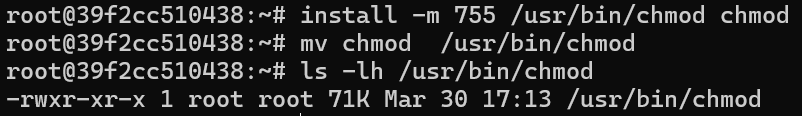 root@39f2cc510438:~# install -m 755 /usr/bin/chmod chmod
root@39f2cc510438:~# mv chmod  /usr/bin/chmod
root@39f2cc510438:~# ls -lh /usr/bin/chmod
-rwxr-xr-x 1 root root 71K Mar 30 17:13 /usr/bin/chmod